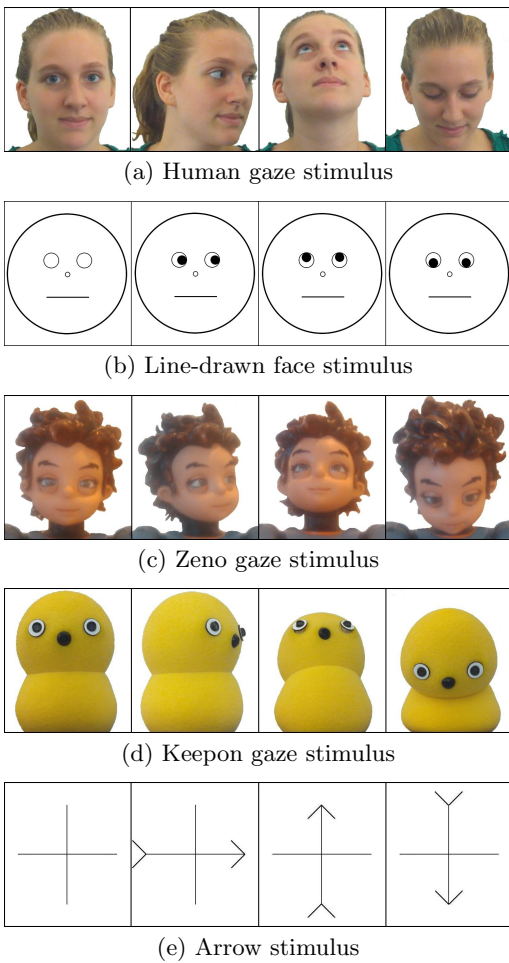 (a) Human gaze stimulus
(b) Line-drawn face stimulus
(c) Zeno gaze stimulus
(d) Keepon gaze stimulus
(e) Arrow stimulus